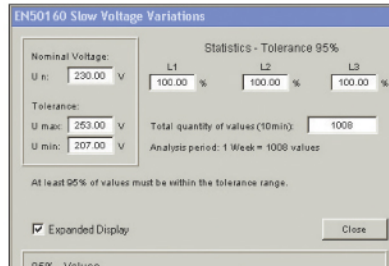 EN50160 Slow Voltage Variations
Nominal Voltage:
U n: 230.00 V
Tolerance:
U max: 253.00 V
U min: 207.00 V
Statistics - Tolerance 95%
L1 L2 L3
100.00 % 100.00 % 100.00 %
Total quantity of values (10min): 1008
Analysis period: 1 Week = 1008 values
At least 95% of values must be within the tolerance range.
Expanded Display
Close
95% - Values